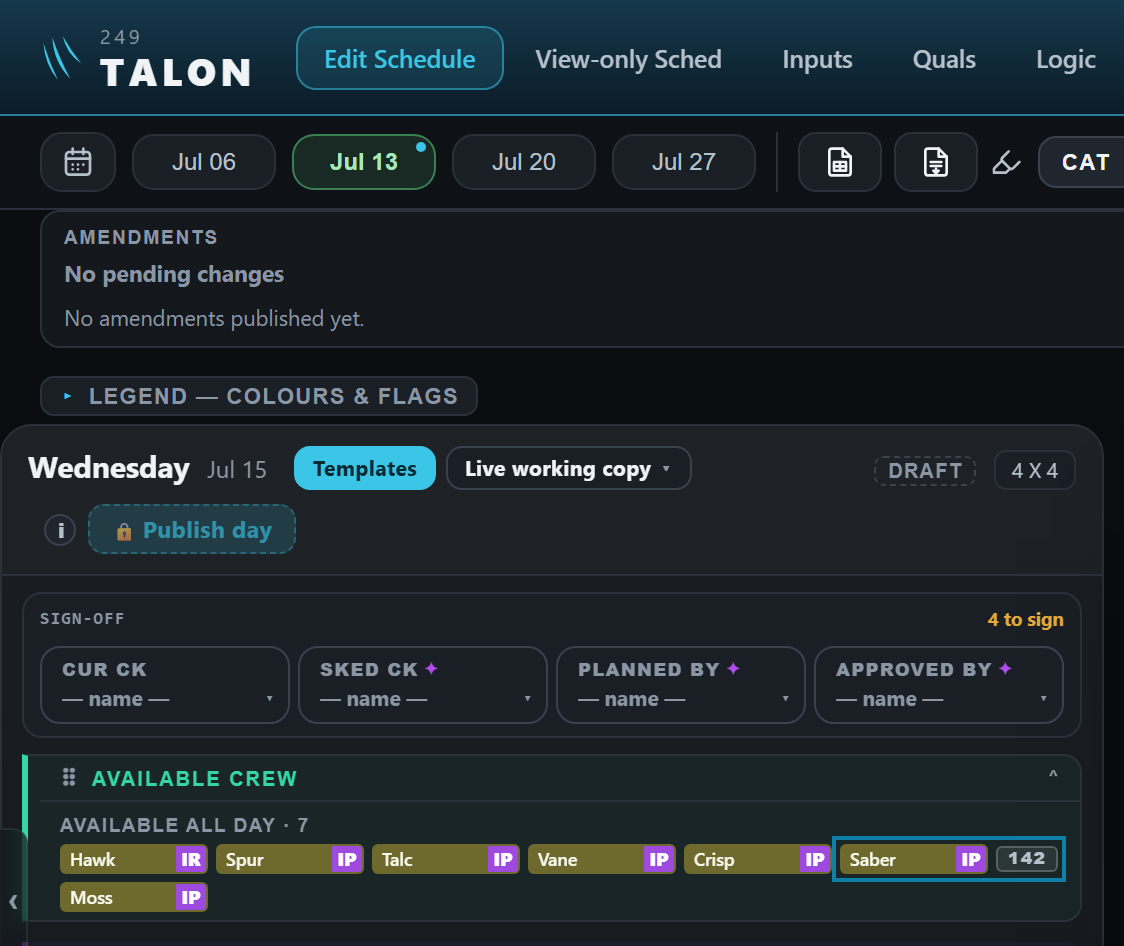 249
TALON
Edit Schedule View-only Sched Inputs Quals Logic
Jul 06 Jul 13 Jul 20 Jul 27 CAT
AMENDMENTS
No pending changes
No amendments published yet.
LEGEND — COLOURS & FLAGS
Wednesday Jul 15 Templates Live working copy DRAFT 4 X 4
i Publish day
SIGN-OFF 4 to sign
CUR CK SKED CK PLANNED BY APPROVED BY
— name — — name — — name — — name —
AVAILABLE CREW
AVAILABLE ALL DAY · 7
Hawk IR Spur IP Talc IP Vane IP Crisp IP Saber IP 142
Moss IP